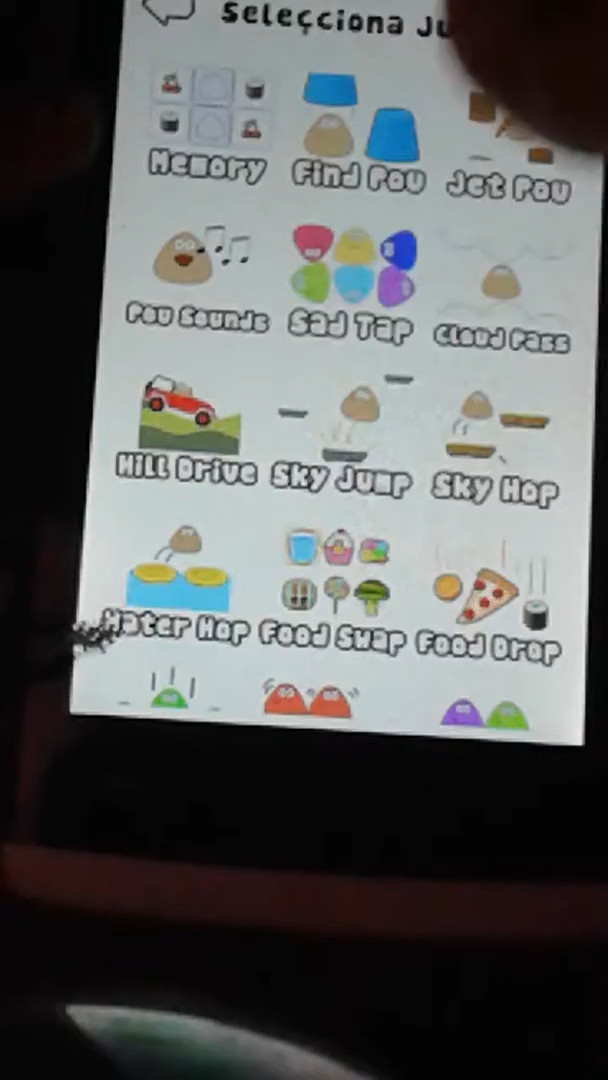 Selecciona Ju
Memory Find Pou Jet Pou
Pou Sounds Sad Tap Cloud Pass
Hill Drive Sky Jump Sky Hop
Water Hop Food Swap Food Drop